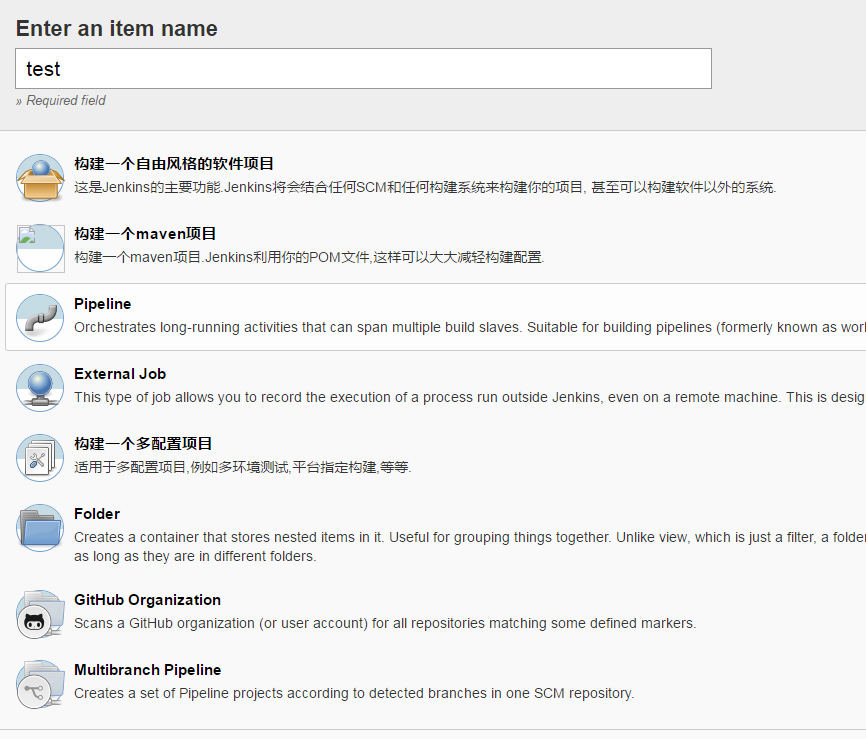 Enter an item name
test
» Required field
构建一个自由风格的软件项目
这是Jenkins的主要功能.Jenkins将会结合任何SCM和任何构建系统来构建你的项目, 甚至可以构建软件以外的系统.
构建一个maven项目
构建一个maven项目.Jenkins利用你的POM文件,这样可以大大减轻构建配置.
Pipeline
Orchestrates long-running activities that can span multiple build slaves. Suitable for building pipelines (formerly known as
External Job
This type of job allows you to record the execution of a process run outside Jenkins, even on a remote machine. This is
构建一个多配置项目
适用于多配置项目,例如多环境测试,平台指定构建,等等.
Folder
Creates a container that stores nested items in it. Useful for grouping things together. Unlike view, which is just a filter, a
as long as they are in different folders.
GitHub Organization
Scans a GitHub organization (or user account) for all repositories matching some defined markers.
Multibranch Pipeline
Creates a set of Pipeline projects according to detected branches in one SCM repository.